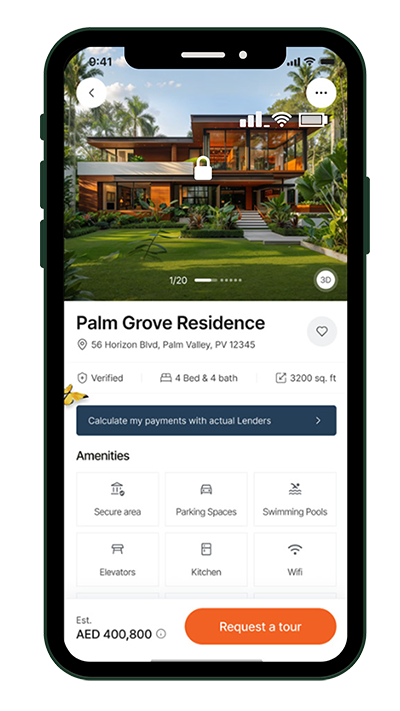 9:41
1/20
3D
Palm Grove Residence
56 Horizon Blvd, Palm Valley, PV 12345
Verified
4 Bed & 4 bath
3200 sq. ft
Calculate my payments with actual Lenders
Amenities
Secure area
Parking Spaces
Swimming Pools
Elevators
Kitchen
Wifi
Est.
AED 400,800
Request a tour